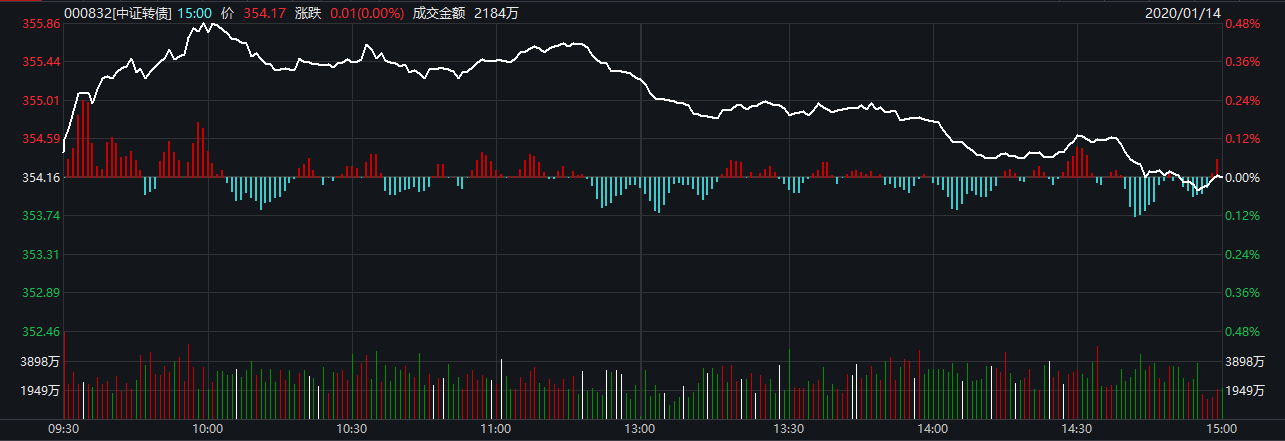 000832[中证转债] 15:00 价 354.17 涨跌 0.01(0.00%) 成交金额 2184万 2020/01/14
355.86 0.48%
355.44 0.36%
355.01 0.24%
354.59 0.12%
354.16 0.00%
353.74 0.12%
353.31 0.24%
352.89 0.36%
352.46 0.48%
3898万 3898万
1949万 1949万
09:30 10:00 10:30 11:00 13:00 13:30 14:00 14:30 15:00